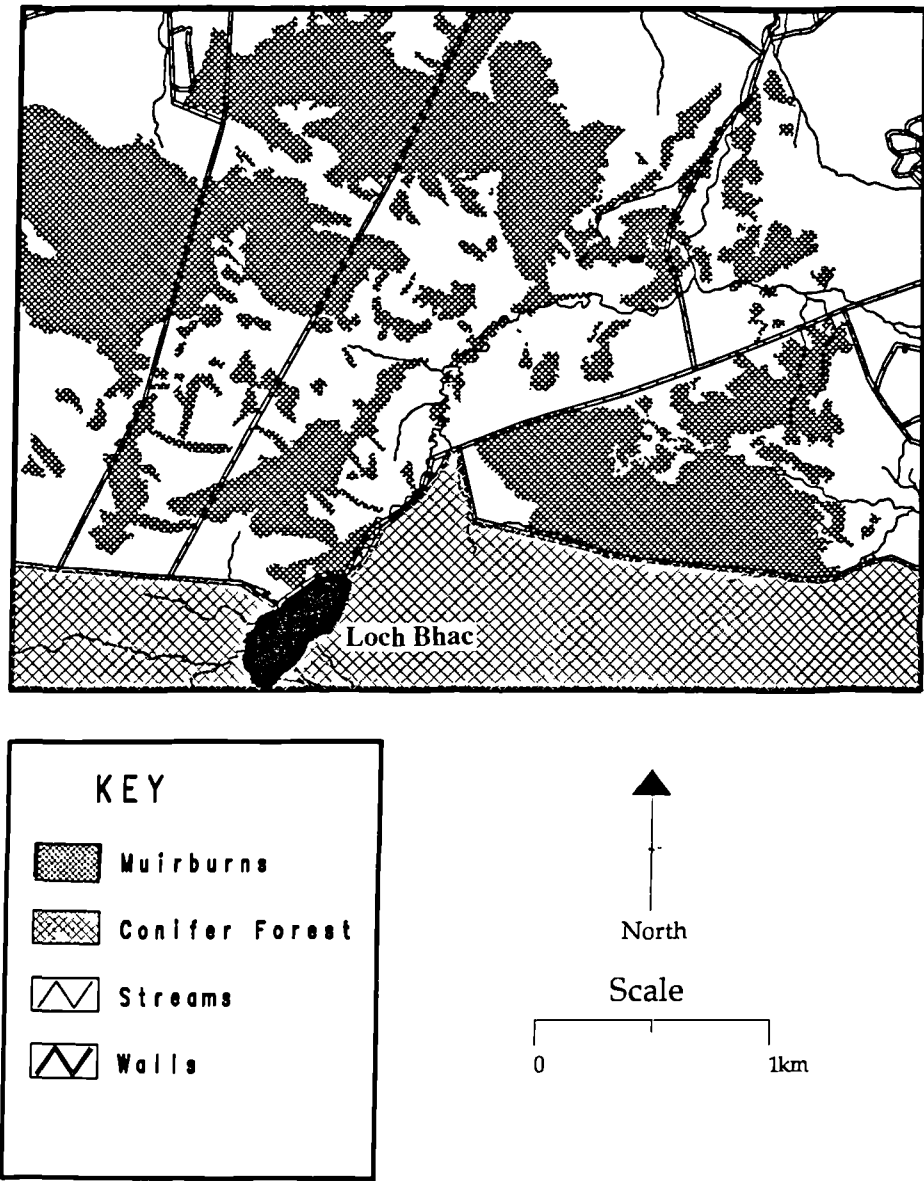 Loch Bhac
KEY
Muirburns
Conifer Forest
Streams
Walls
North
Scale
0 1km